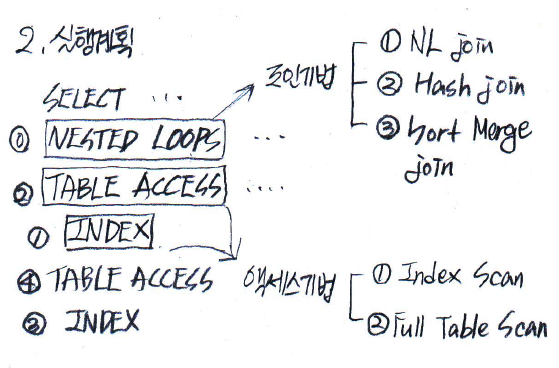 2. 실행계획
SELECT ...
⓪ NESTED LOOPS ...
② TABLE ACCESS ....
① INDEX
④ TABLE ACCESS
③ INDEX
조인기법
① NL join
② Hash join
③ Sort Merge
join
액세스기법
① Index Scan
② Full Table Scan